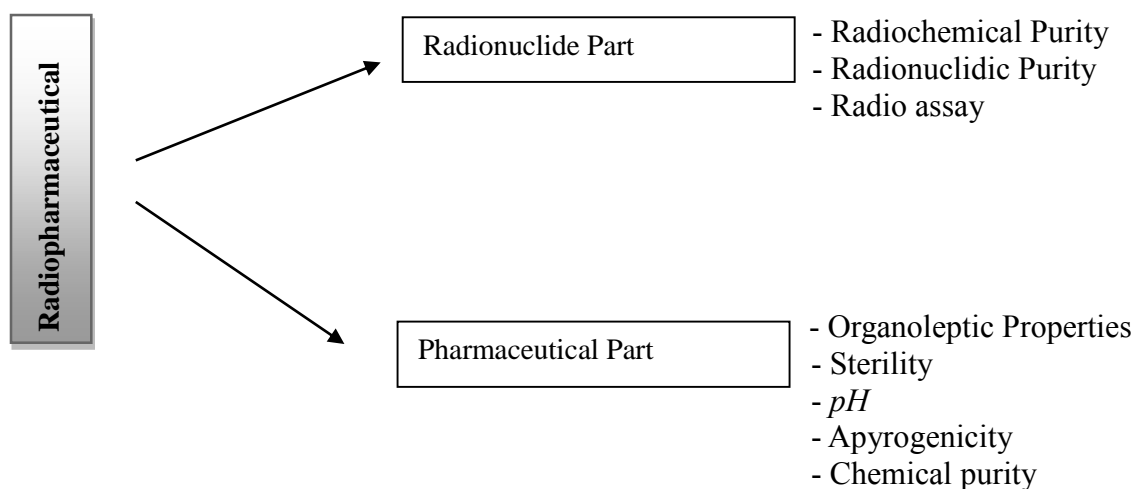 Radiopharmaceutical
Radionuclide Part
- Radiochemical Purity
- Radionuclidic Purity
- Radio assay
Pharmaceutical Part
- Organoleptic Properties
- Sterility
- pH
- Apyrogenicity
- Chemical purity